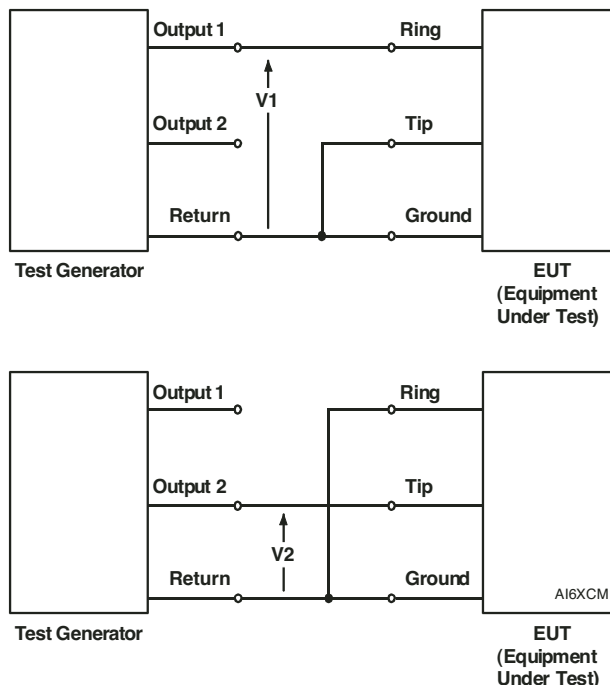 Output 1
Ring
V1
Output 2
Tip
Return
Ground
Test Generator
EUT
(Equipment
Under Test)
Output 1
Ring
Output 2
Tip
V2
Return
Ground
AI6XCM
Test Generator
EUT
(Equipment
Under Test)